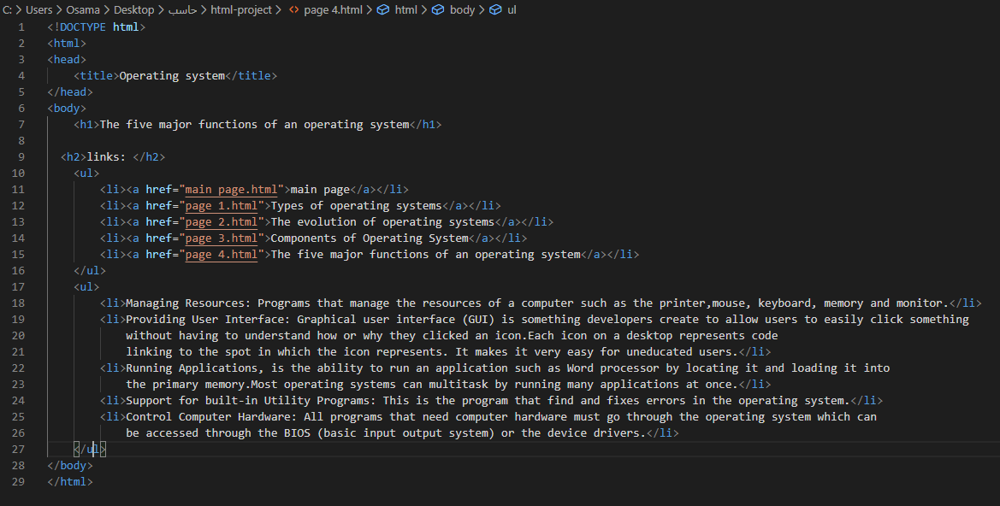 C: > Users > Osama > Desktop > حاسب > html-project > <> page 4.html > html > body > ul
1 <!DOCTYPE html>
2 <html>
3 <head>
4 <title>Operating system</title>
5 </head>
6 <body>
7 <h1>The five major functions of an operating system</h1>
8
9 <h2>links: </h2>
10 <ul>
11 <li><a href="main page.html">main page</a></li>
12 <li><a href="page 1.html">Types of operating systems</a></li>
13 <li><a href="page 2.html">The evolution of operating systems</a></li>
14 <li><a href="page 3.html">Components of Operating System</a></li>
15 <li><a href="page 4.html">The five major functions of an operating system</a></li>
16 </ul>
17 <ul>
18 <li>Managing Resources: Programs that manage the resources of a computer such as the printer,mouse, keyboard, memory and monitor.</li>
19 <li>Providing User Interface: Graphical user interface (GUI) is something developers create to allow users to easily click something
20 without having to understand how or why they clicked an icon.Each icon on a desktop represents code
21 linking to the spot in which the icon represents. It makes it very easy for uneducated users.</li>
22 <li>Running Applications, is the ability to run an application such as Word processor by locating it and loading it into
23 the primary memory.Most operating systems can multitask by running many applications at once.</li>
24 <li>Support for built-in Utility Programs: This is the program that find and fixes errors in the operating system.</li>
25 <li>Control Computer Hardware: All programs that need computer hardware must go through the operating system which can
26 be accessed through the BIOS (basic input output system) or the device drivers.</li>
27 </ul>
28 </body>
29 </html>